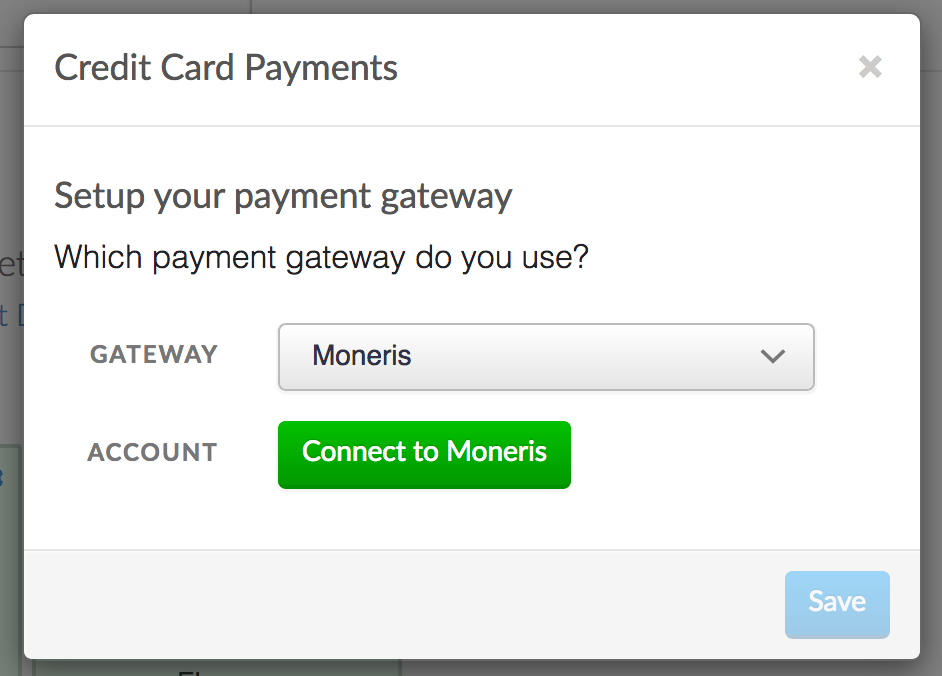 Credit Card Payments
Setup your payment gateway
Which payment gateway do you use?
GATEWAY
Moneris
ACCOUNT
Connect to Moneris
Save